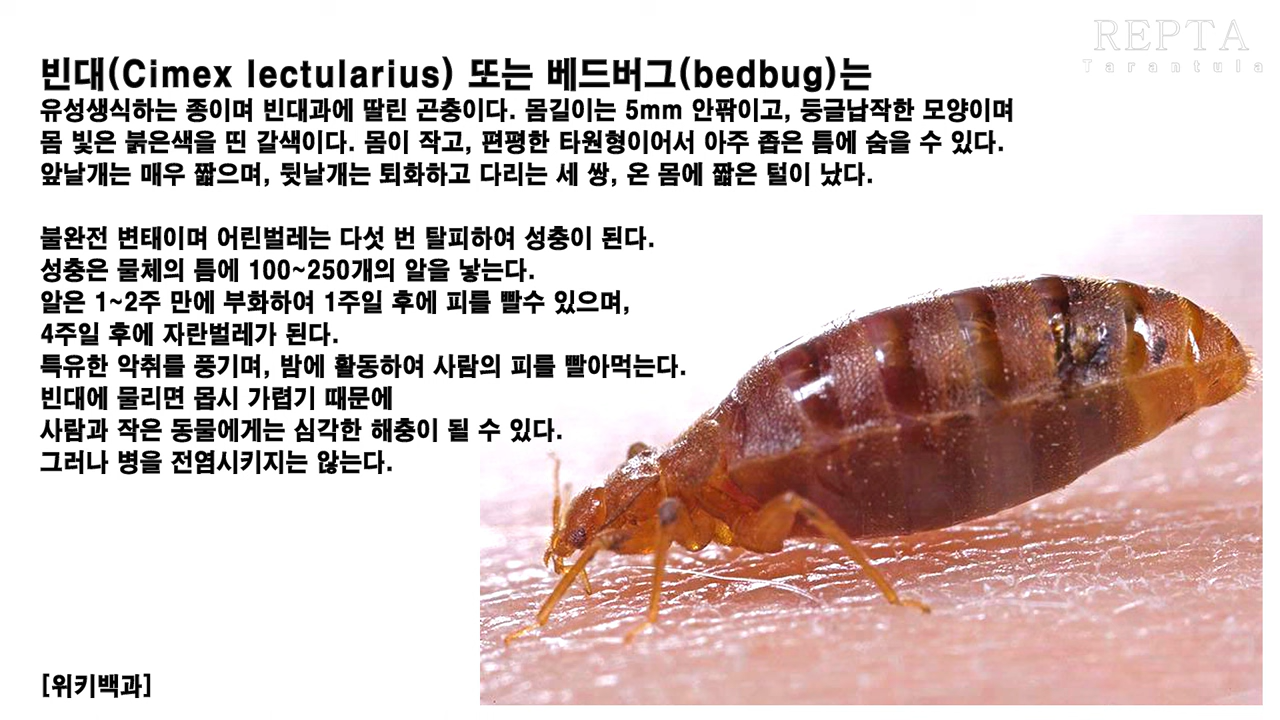 REPTA
Tarantula
빈대(Cimex lectularius) 또는 베드버그(bedbug)는
유성생식하는 종이며 빈대과에 딸린 곤충이다. 몸길이는 5mm 안팎이고, 둥글납작한 모양이며
몸 빛은 붉은색을 띤 갈색이다. 몸이 작고, 편평한 타원형이어서 아주 좁은 틈에 숨을 수 있다.
앞날개는 매우 짧으며, 뒷날개는 퇴화하고 다리는 세 쌍, 온 몸에 짧은 털이 났다.
불완전 변태이며 어린벌레는 다섯 번 탈피하여 성충이 된다.
성충은 물체의 틈에 100~250개의 알을 낳는다.
알은 1~2주 만에 부화하여 1주일 후에 피를 빨수 있으며,
4주일 후에 자란벌레가 된다.
특유한 악취를 풍기며, 밤에 활동하여 사람의 피를 빨아먹는다.
빈대에 물리면 몹시 가렵기 때문에
사람과 작은 동물에게는 심각한 해충이 될 수 있다.
그러나 병을 전염시키지는 않는다.
[위키백과]